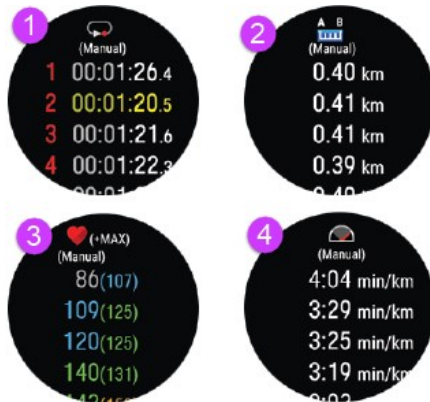 1
(Manual)
1 00:01:26.4
2 00:01:20.5
3 00:01:21.6
4 00:01:22.3
2
A B
(Manual)
0.40 km
0.41 km
0.41 km
0.39 km
3
(+MAX)
(Manual)
86(107)
109(125)
120(125)
140(131)
4
(Manual)
4:04 min/km
3:29 min/km
3:25 min/km
3:19 min/km